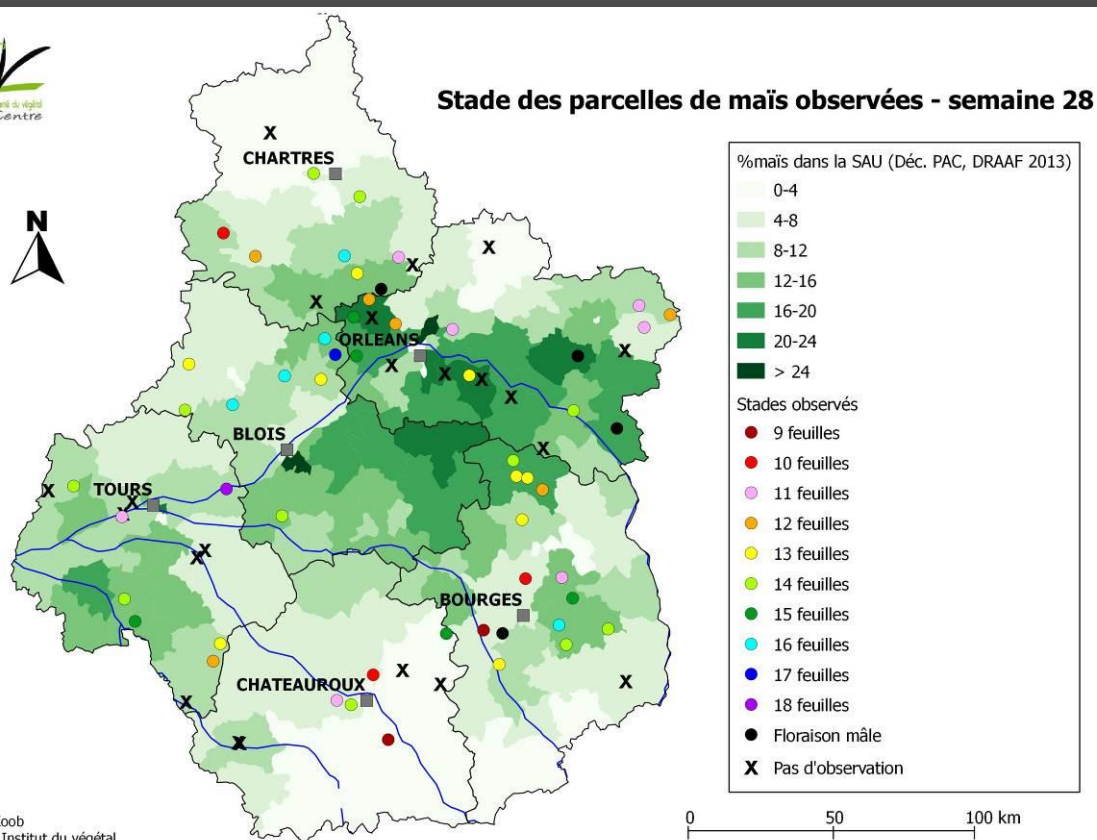 Centre
Stade des parcelles de maïs observées - semaine 28
N
CHARTRES
ORLEANS
BLOIS
TOURS
BOURGES
CHATEAUROUX
%maïs dans la SAU (Déc. PAC, DRAAF 2013)
0-4
4-8
8-12
12-16
16-20
20-24
> 24
Stades observés
9 feuilles
10 feuilles
11 feuilles
12 feuilles
13 feuilles
14 feuilles
15 feuilles
16 feuilles
17 feuilles
18 feuilles
Floraison mâle
X Pas d'observation
0 50 100 km
Institut du végétal